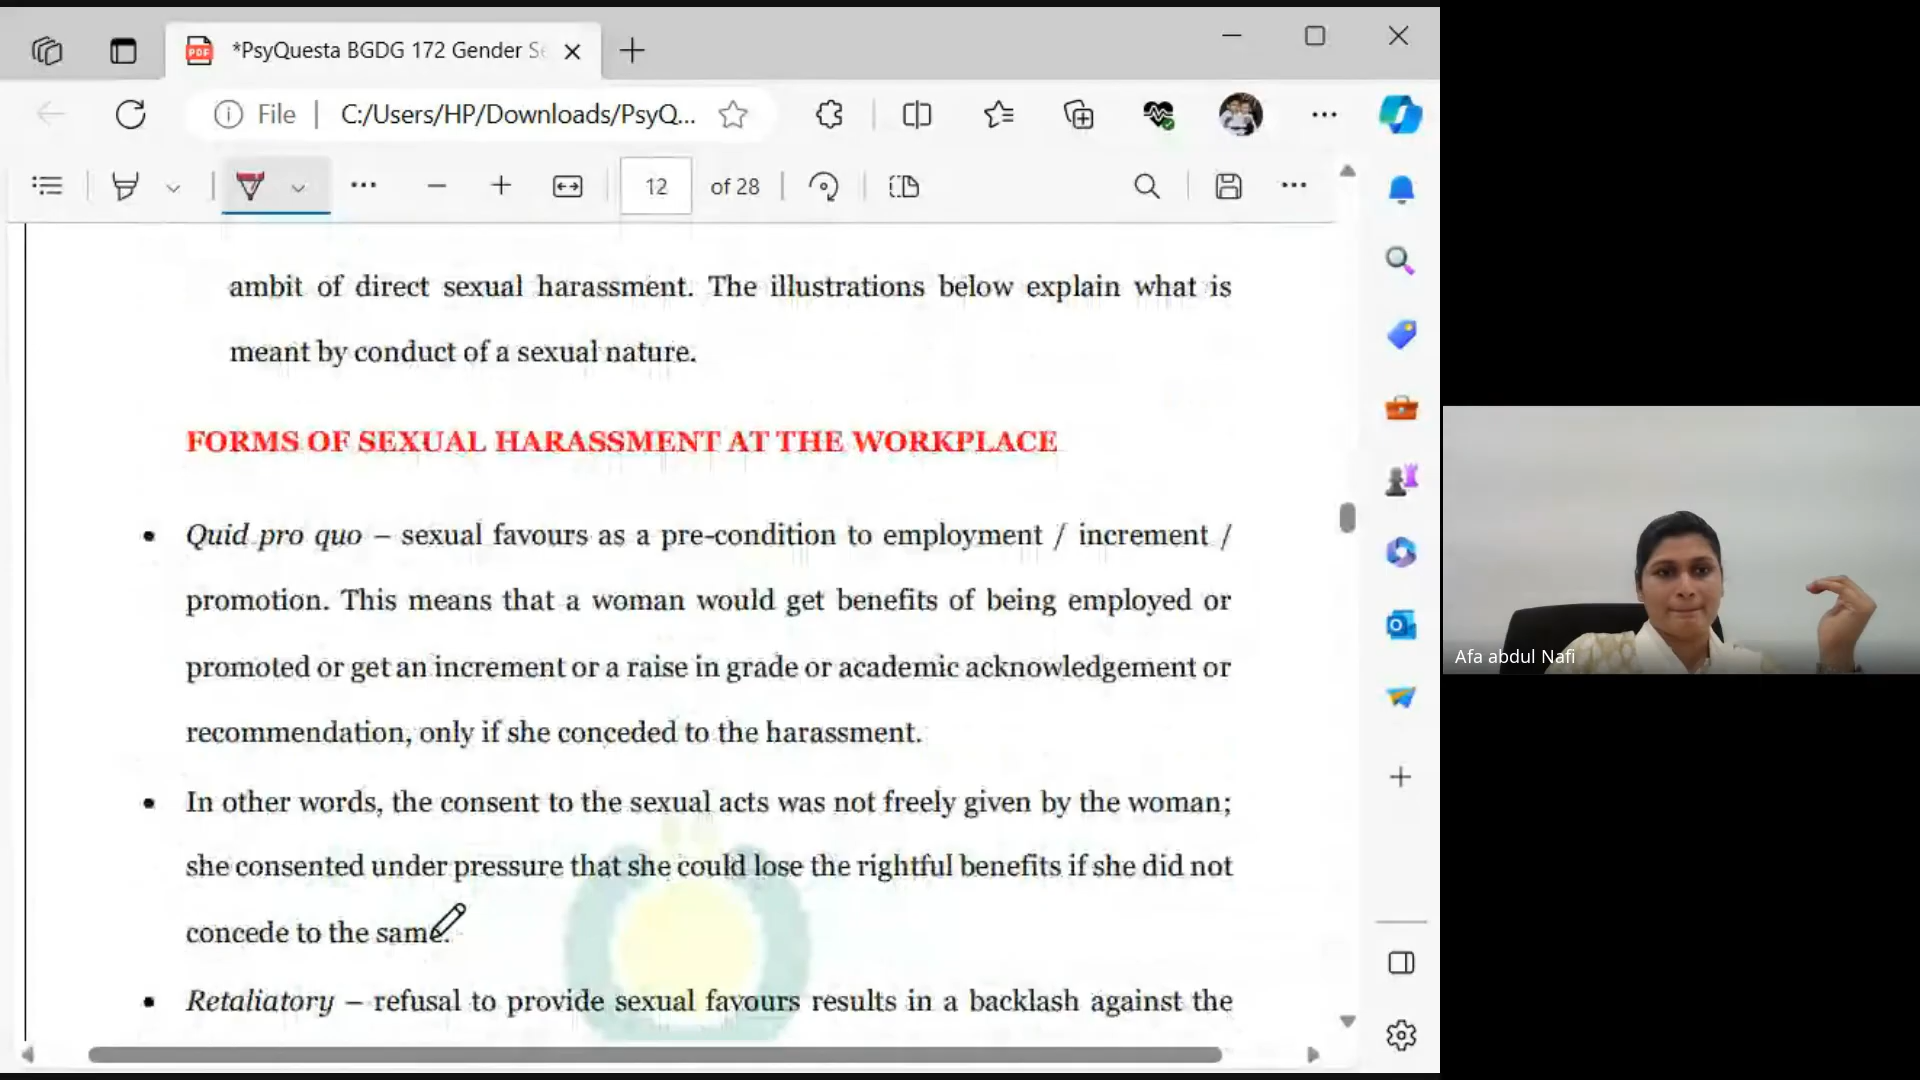 *PsyQuesta BGDG 172 Gender Se
File
C:/Users/HP/Downloads/PsyQ...
12 of 28
ambit of direct sexual harassment. The illustrations below explain what is
meant by conduct of a sexual nature.
FORMS OF SEXUAL HARASSMENT AT THE WORKPLACE
• Quid pro quo – sexual favours as a pre-condition to employment / increment /
promotion. This means that a woman would get benefits of being employed or
promoted or get an increment or a raise in grade or academic acknowledgement or
recommendation, only if she conceded to the harassment.
• In other words, the consent to the sexual acts was not freely given by the woman;
she consented under pressure that she could lose the rightful benefits if she did not
concede to the same.
• Retaliatory – refusal to provide sexual favours results in a backlash against the
Afa abdul Nafi